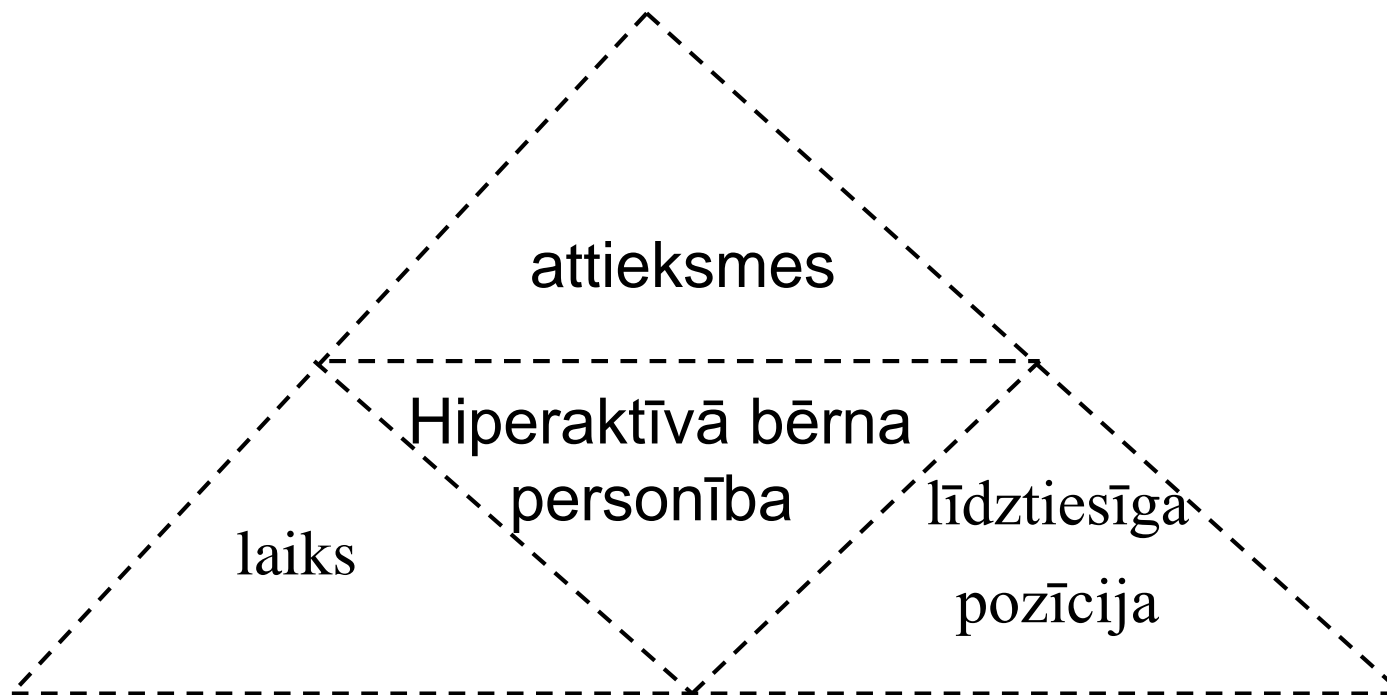 attieksmes
Hiperaktīvā bērna
personība
laiks
līdztiesīga
pozīcija